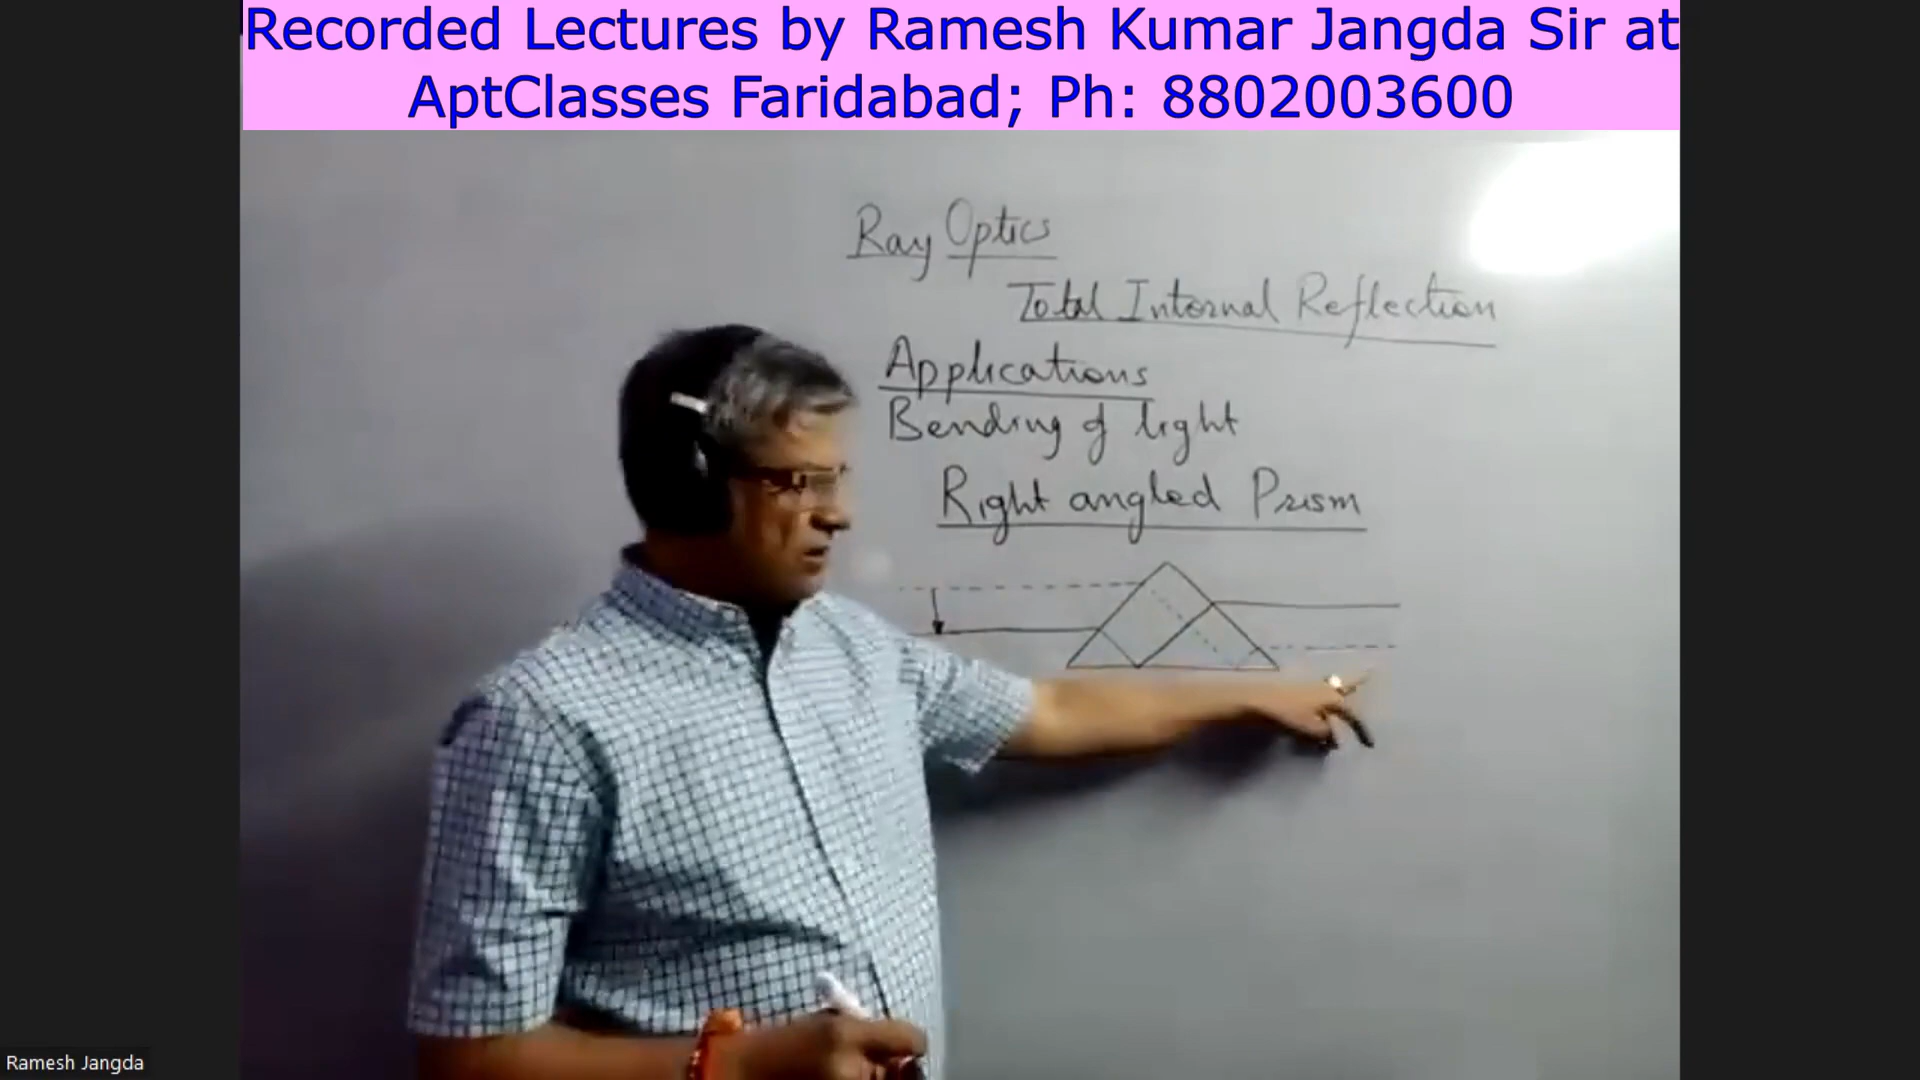 Recorded Lectures by Ramesh Kumar Jangda Sir at
AptClasses Faridabad; Ph: 8802003600
Ray Optics
Total Internal Reflection
Applications
Bending of light
Right angled Prism
Ramesh Jangda